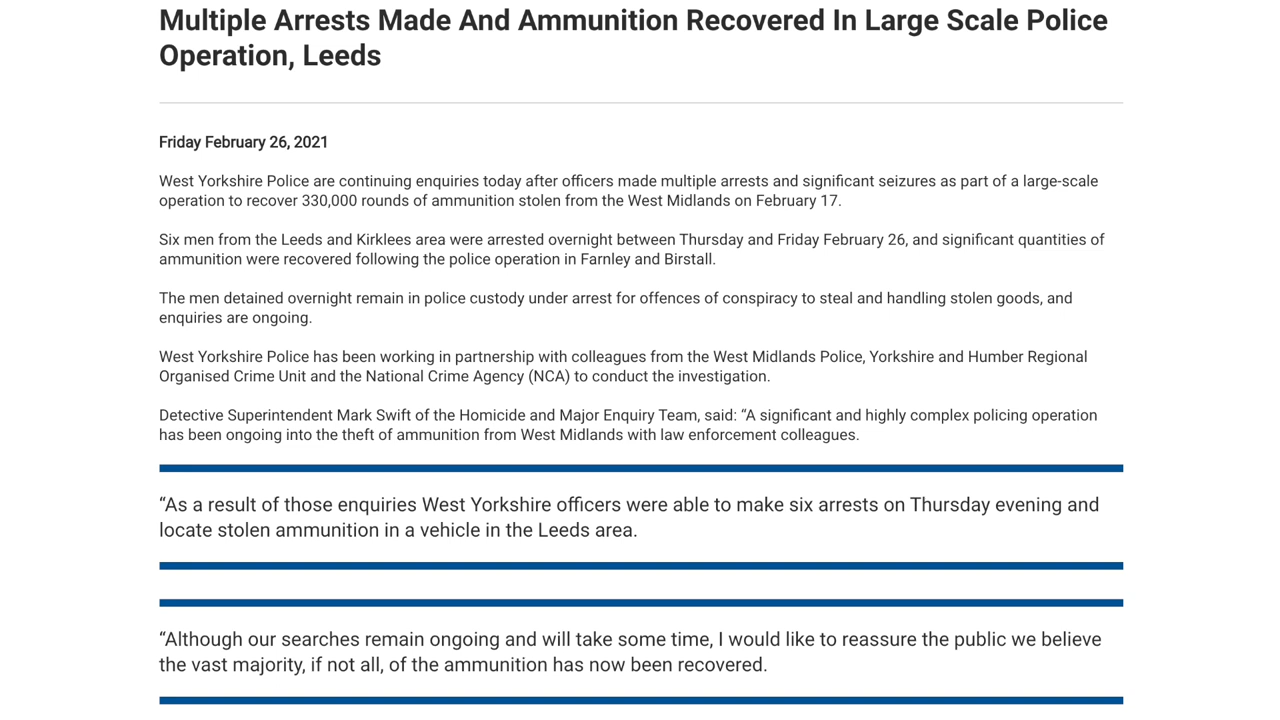 Multiple Arrests Made And Ammunition Recovered In Large Scale Police
Operation, Leeds
Friday February 26, 2021
West Yorkshire Police are continuing enquiries today after officers made multiple arrests and significant seizures as part of a large-scale
operation to recover 330,000 rounds of ammunition stolen from the West Midlands on February 17.
Six men from the Leeds and Kirklees area were arrested overnight between Thursday and Friday February 26, and significant quantities of
ammunition were recovered following the police operation in Farnley and Birstall.
The men detained overnight remain in police custody under arrest for offences of conspiracy to steal and handling stolen goods, and
enquiries are ongoing.
West Yorkshire Police has been working in partnership with colleagues from the West Midlands Police, Yorkshire and Humber Regional
Organised Crime Unit and the National Crime Agency (NCA) to conduct the investigation.
Detective Superintendent Mark Swift of the Homicide and Major Enquiry Team, said: “A significant and highly complex policing operation
has been ongoing into the theft of ammunition from West Midlands with law enforcement colleagues.
“As a result of those enquiries West Yorkshire officers were able to make six arrests on Thursday evening and
locate stolen ammunition in a vehicle in the Leeds area.
“Although our searches remain ongoing and will take some time, I would like to reassure the public we believe
the vast majority, if not all, of the ammunition has now been recovered.